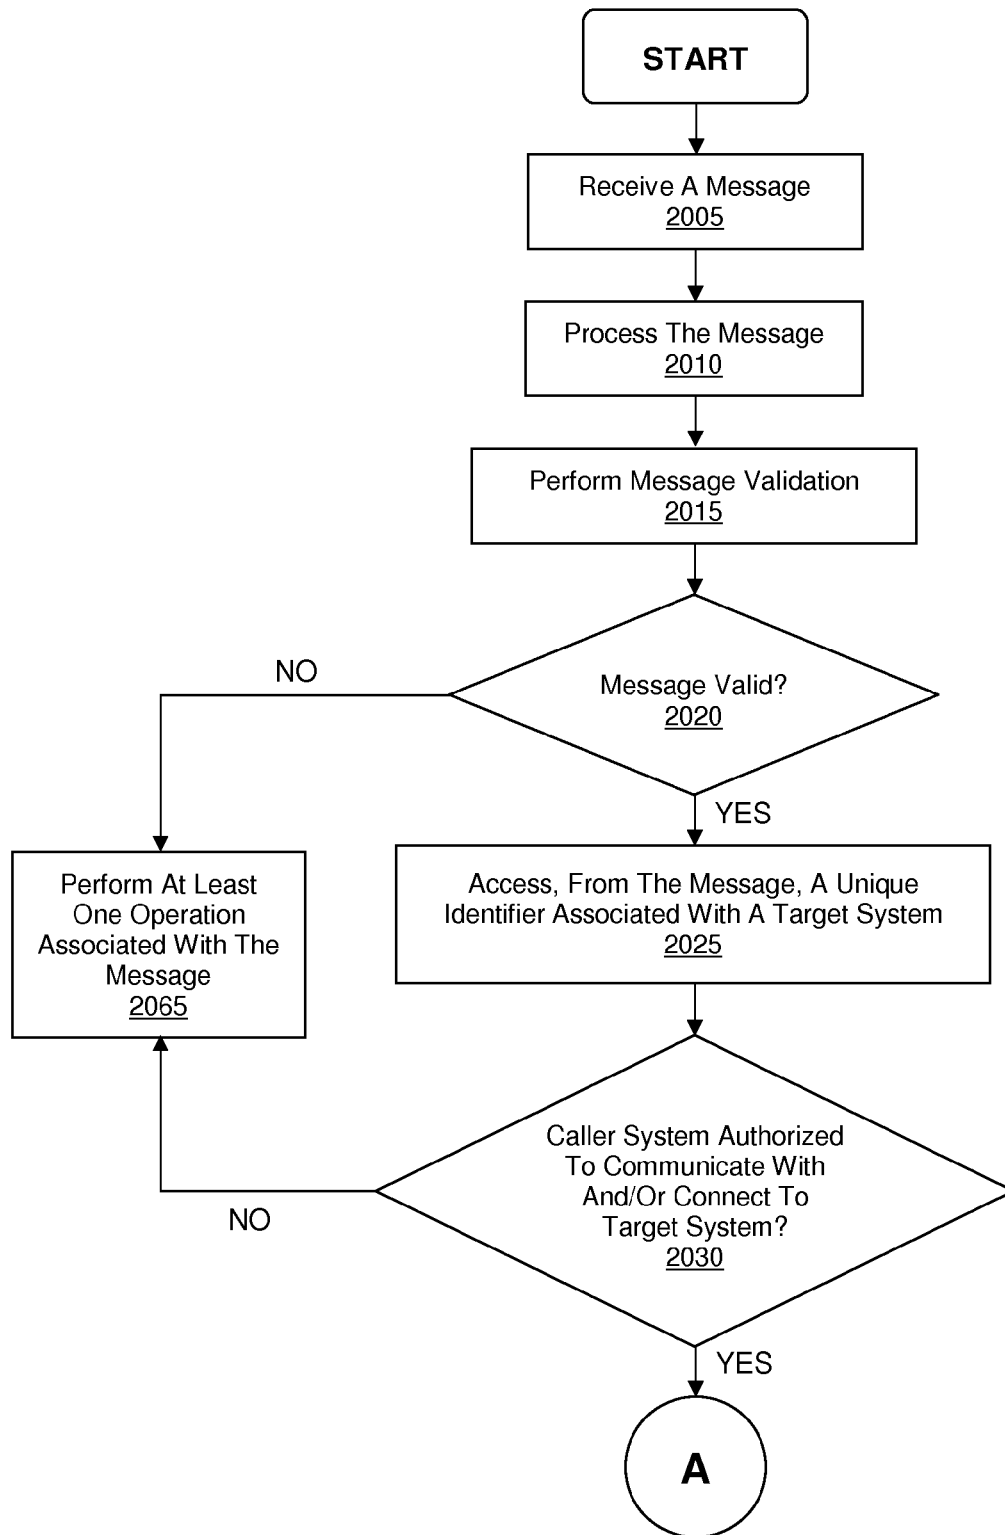 START
Receive A Message
2005
Process The Message
2010
Perform Message Validation
2015
NO
Message Valid?
2020
YES
Perform At Least
One Operation
Associated With The
Message
2065
Access, From The Message, A Unique
Identifier Associated With A Target System
2025
Caller System Authorized
To Communicate With
And/Or Connect To
Target System?
2030
NO
YES
A